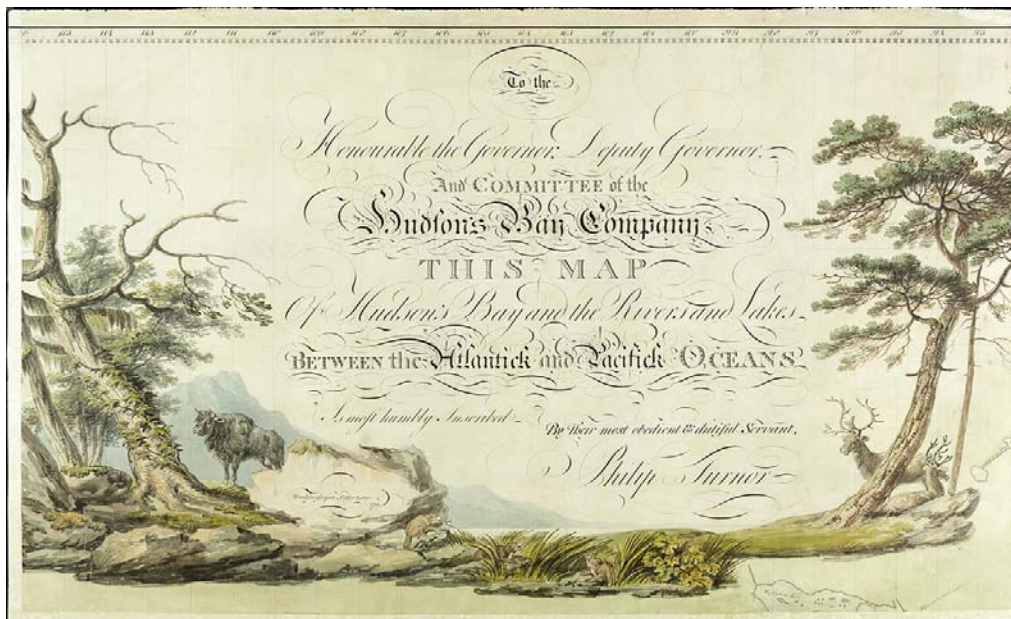 To the
Honourable the Governor, Deputy Governor,
And COMMITTEE of the
Hudson's Bay Company
THIS MAP
Of Hudson's Bay and the Rivers and Lakes
BETWEEN the Atlantick and Pacifick OCEANS
Is most humbly Inscribed
By Their most obedient & dutiful Servant,
Philip Turnor